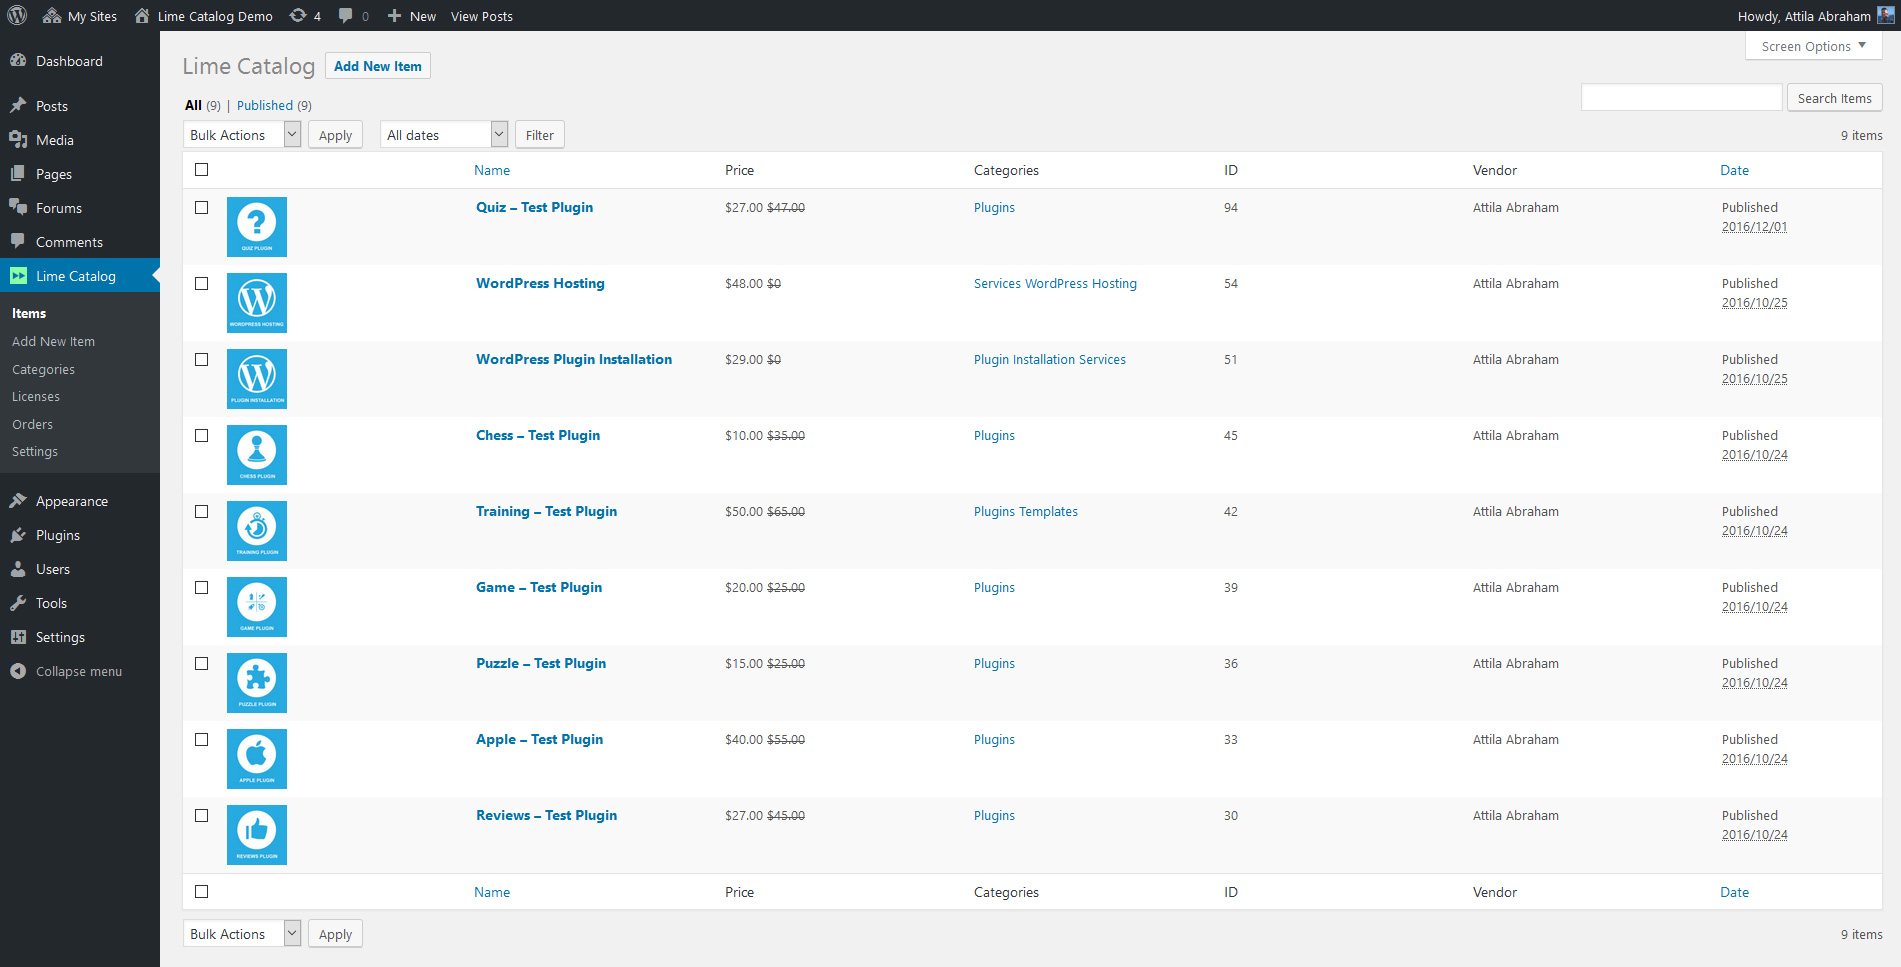 My Sites Lime Catalog Demo 4 0 New View Posts Howdy, Attila Abraham
Screen Options
Dashboard
Posts
Media
Pages
Forums
Comments
Lime Catalog
Items
Add New Item
Categories
Licenses
Orders
Settings
Appearance
Plugins
Users
Tools
Settings
Collapse menu
Lime Catalog Add New Item
All (9) | Published (9)
Search Items
Bulk Actions Apply All dates Filter 9 items
Name Price Categories ID Vendor Date
QUIZ PLUGIN
Quiz – Test Plugin $27.00 $47.00 Plugins 94 Attila Abraham Published
2016/12/01
WORDPRESS HOSTING
WordPress Hosting $48.00 $0 Services WordPress Hosting 54 Attila Abraham Published
2016/10/25
PLUGIN INSTALLATION
WordPress Plugin Installation $29.00 $0 Plugin Installation Services 51 Attila Abraham Published
2016/10/25
CHESS PLUGIN
Chess – Test Plugin $10.00 $35.00 Plugins 45 Attila Abraham Published
2016/10/24
TRAINING PLUGIN
Training – Test Plugin $50.00 $65.00 Plugins Templates 42 Attila Abraham Published
2016/10/24
GAME PLUGIN
Game – Test Plugin $20.00 $25.00 Plugins 39 Attila Abraham Published
2016/10/24
PUZZLE PLUGIN
Puzzle – Test Plugin $15.00 $25.00 Plugins 36 Attila Abraham Published
2016/10/24
APPLE PLUGIN
Apple – Test Plugin $40.00 $55.00 Plugins 33 Attila Abraham Published
2016/10/24
REVIEWS PLUGIN
Reviews – Test Plugin $27.00 $45.00 Plugins 30 Attila Abraham Published
2016/10/24
Name Price Categories ID Vendor Date
Bulk Actions Apply 9 items